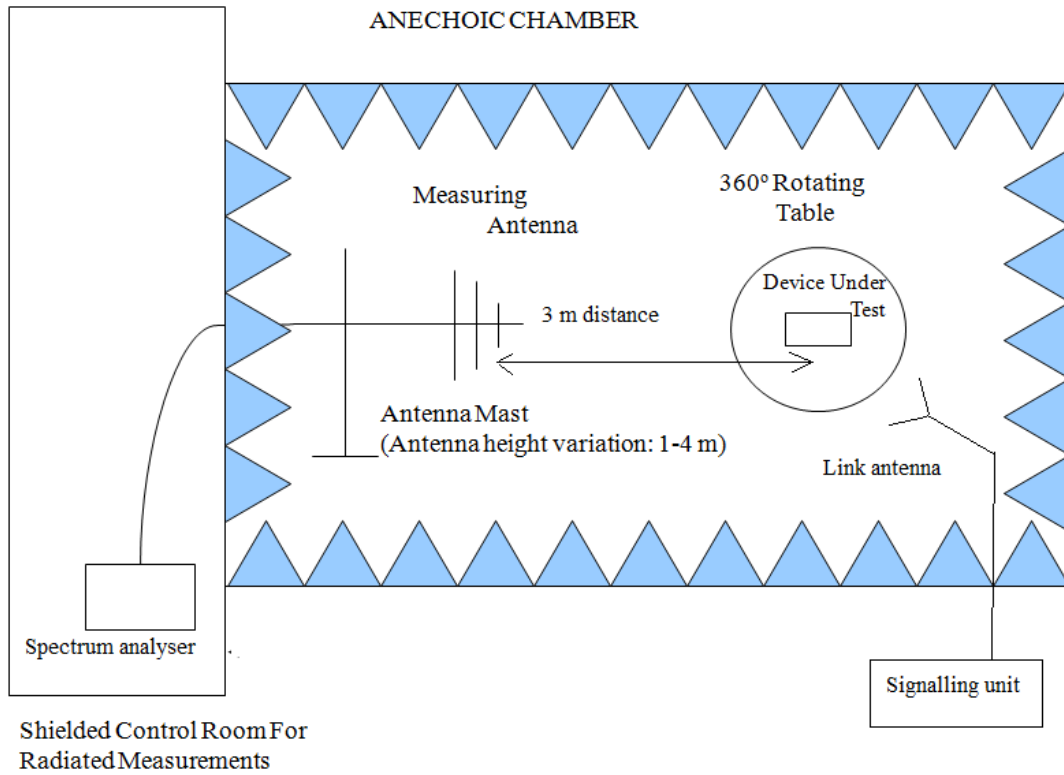 ANECHOIC CHAMBER
Measuring
Antenna
360º Rotating
Table
Device Under
Test
3 m distance
Antenna Mast
(Antenna height variation: 1-4 m)
Link antenna
Spectrum analyser
Signalling unit
Shielded Control Room For
Radiated Measurements